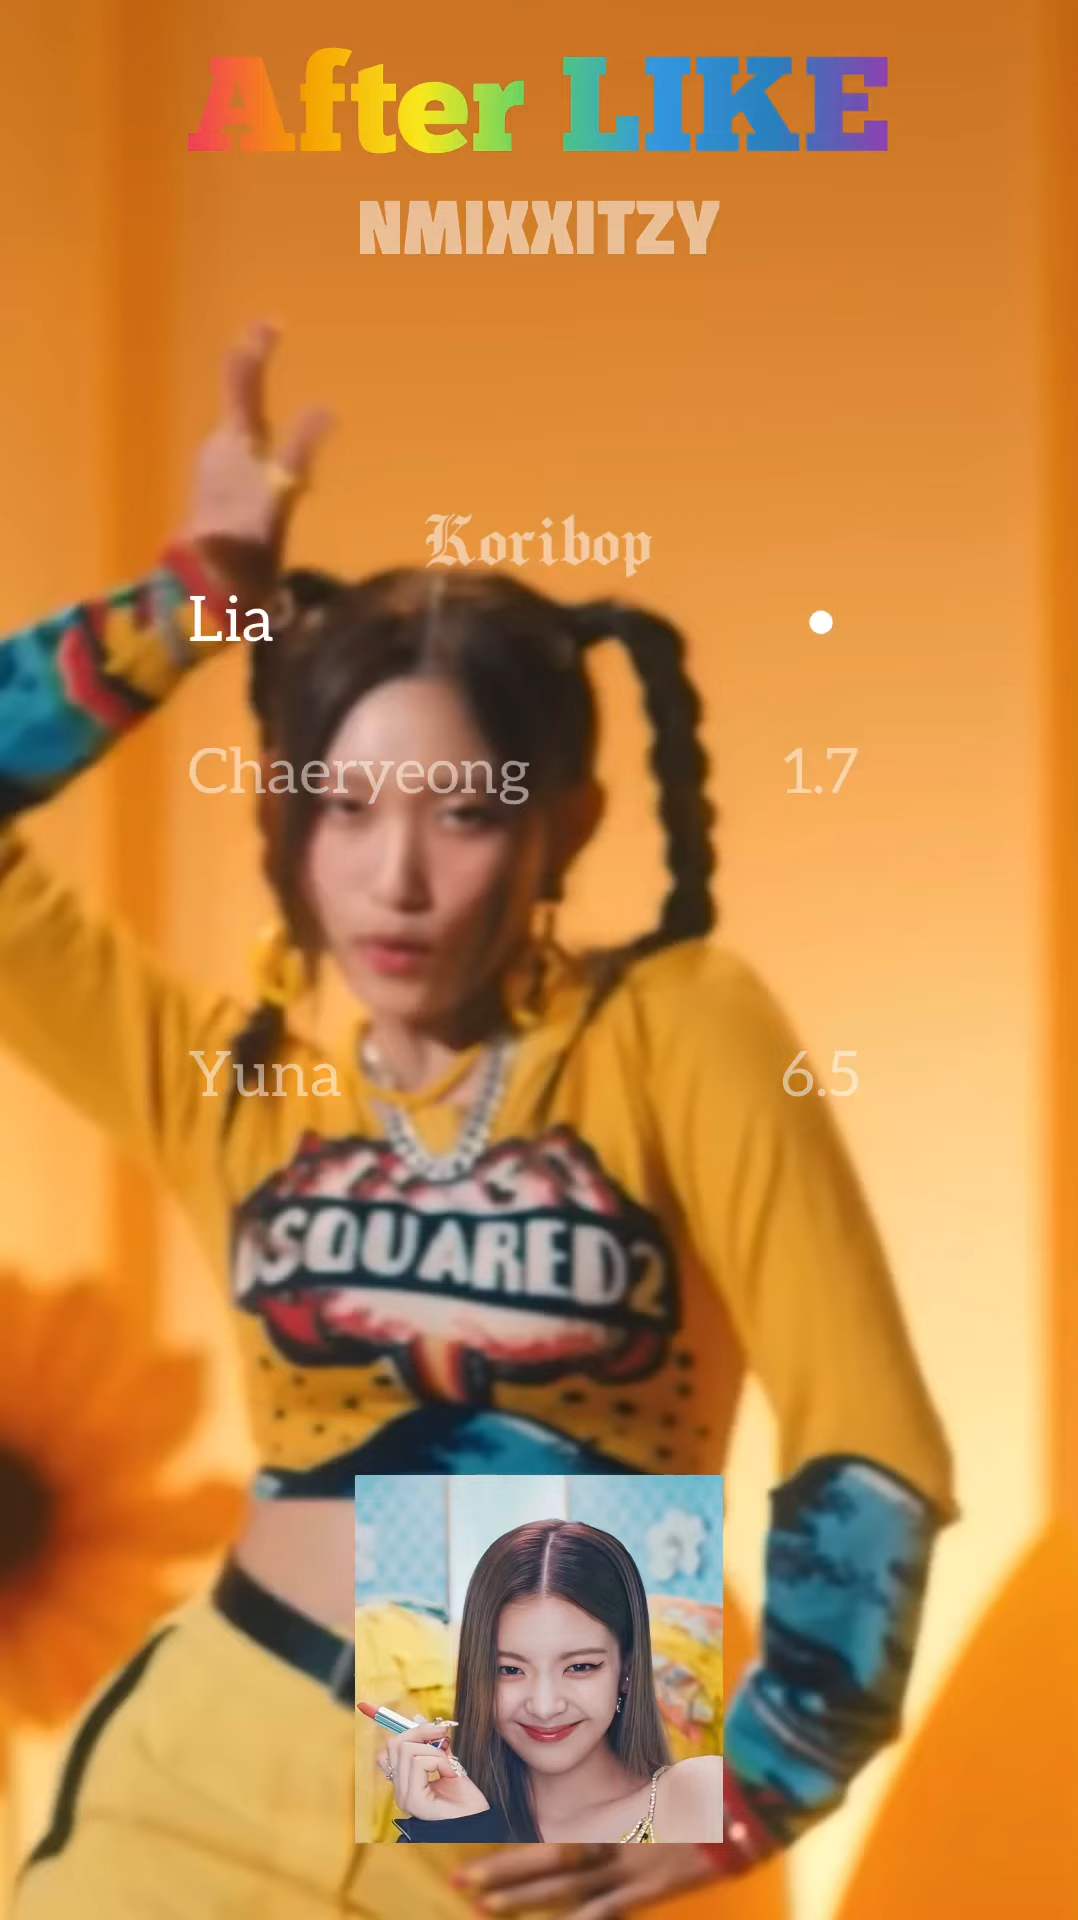 After LIKE
NMIXXITZY
Koribop
Lia
Chaeryeong 1.7
Yuna 6.5
DSQUARED2